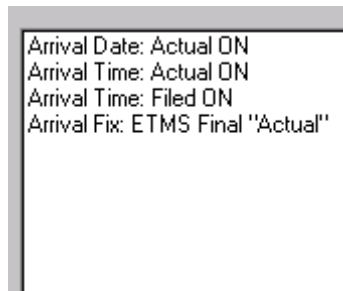 Arrival Date: Actual ON
Arrival Time: Actual ON
Arrival Time: Filed ON
Arrival Fix: ETMS Final "Actual"